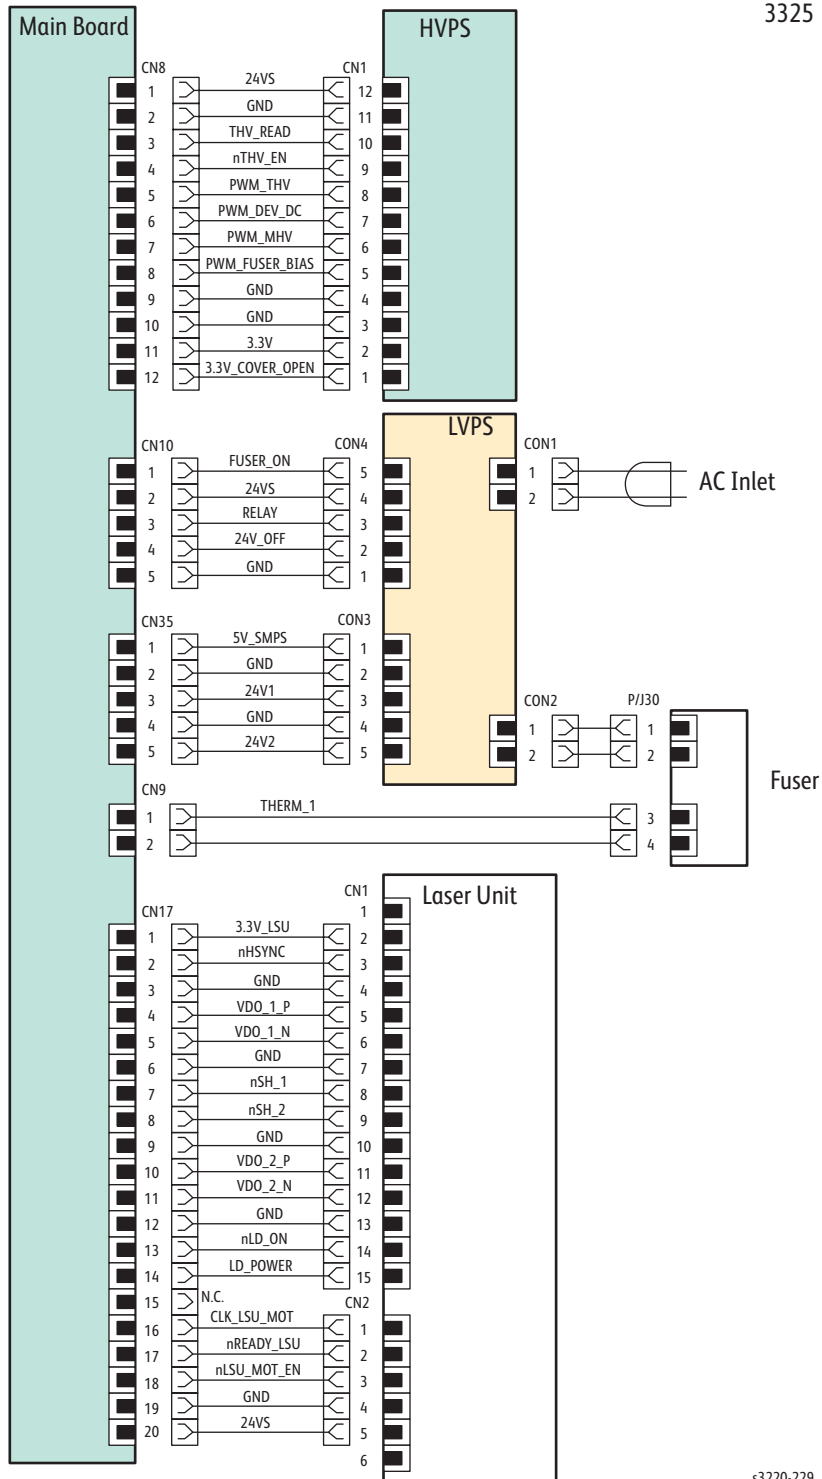 3325
Main Board
HVPS
CN8 CN1
1 24VS 12
2 GND 11
3 THV_READ 10
4 nTHV_EN 9
5 PWM_THV 8
6 PWM_DEV_DC 7
7 PWM_MHV 6
8 PWM_FUSER_BIAS 5
9 GND 4
10 GND 3
11 3.3V 2
12 3.3V_COVER_OPEN 1
LVPS
CN10 CON4
1 FUSER_ON 5
2 24VS 4
3 RELAY 3
4 24V_OFF 2
5 GND 1
CON1
1
2
AC Inlet
CN35 CON3
1 5V_SMPS 1
2 GND 2
3 24V1 3
4 GND 4
5 24V2 5
CON2 P/J30
1 1
2 2
Fuser
CN9
1 THERM_1 3
2 4
Laser Unit
CN17 CN1
1
1 3.3V_LSU 2
2 nHSYNC 3
3 GND 4
4 VDO_1_P 5
5 VDO_1_N 6
6 GND 7
7 nSH_1 8
8 nSH_2 9
9 GND 10
10 VDO_2_P 11
11 VDO_2_N 12
12 GND 13
13 nLD_ON 14
14 LD_POWER 15
15 N.C.
CN2
16 CLK_LSU_MOT 1
17 nREADY_LSU 2
18 nLSU_MOT_EN 3
19 GND 4
20 24VS 5
6
s3220-229